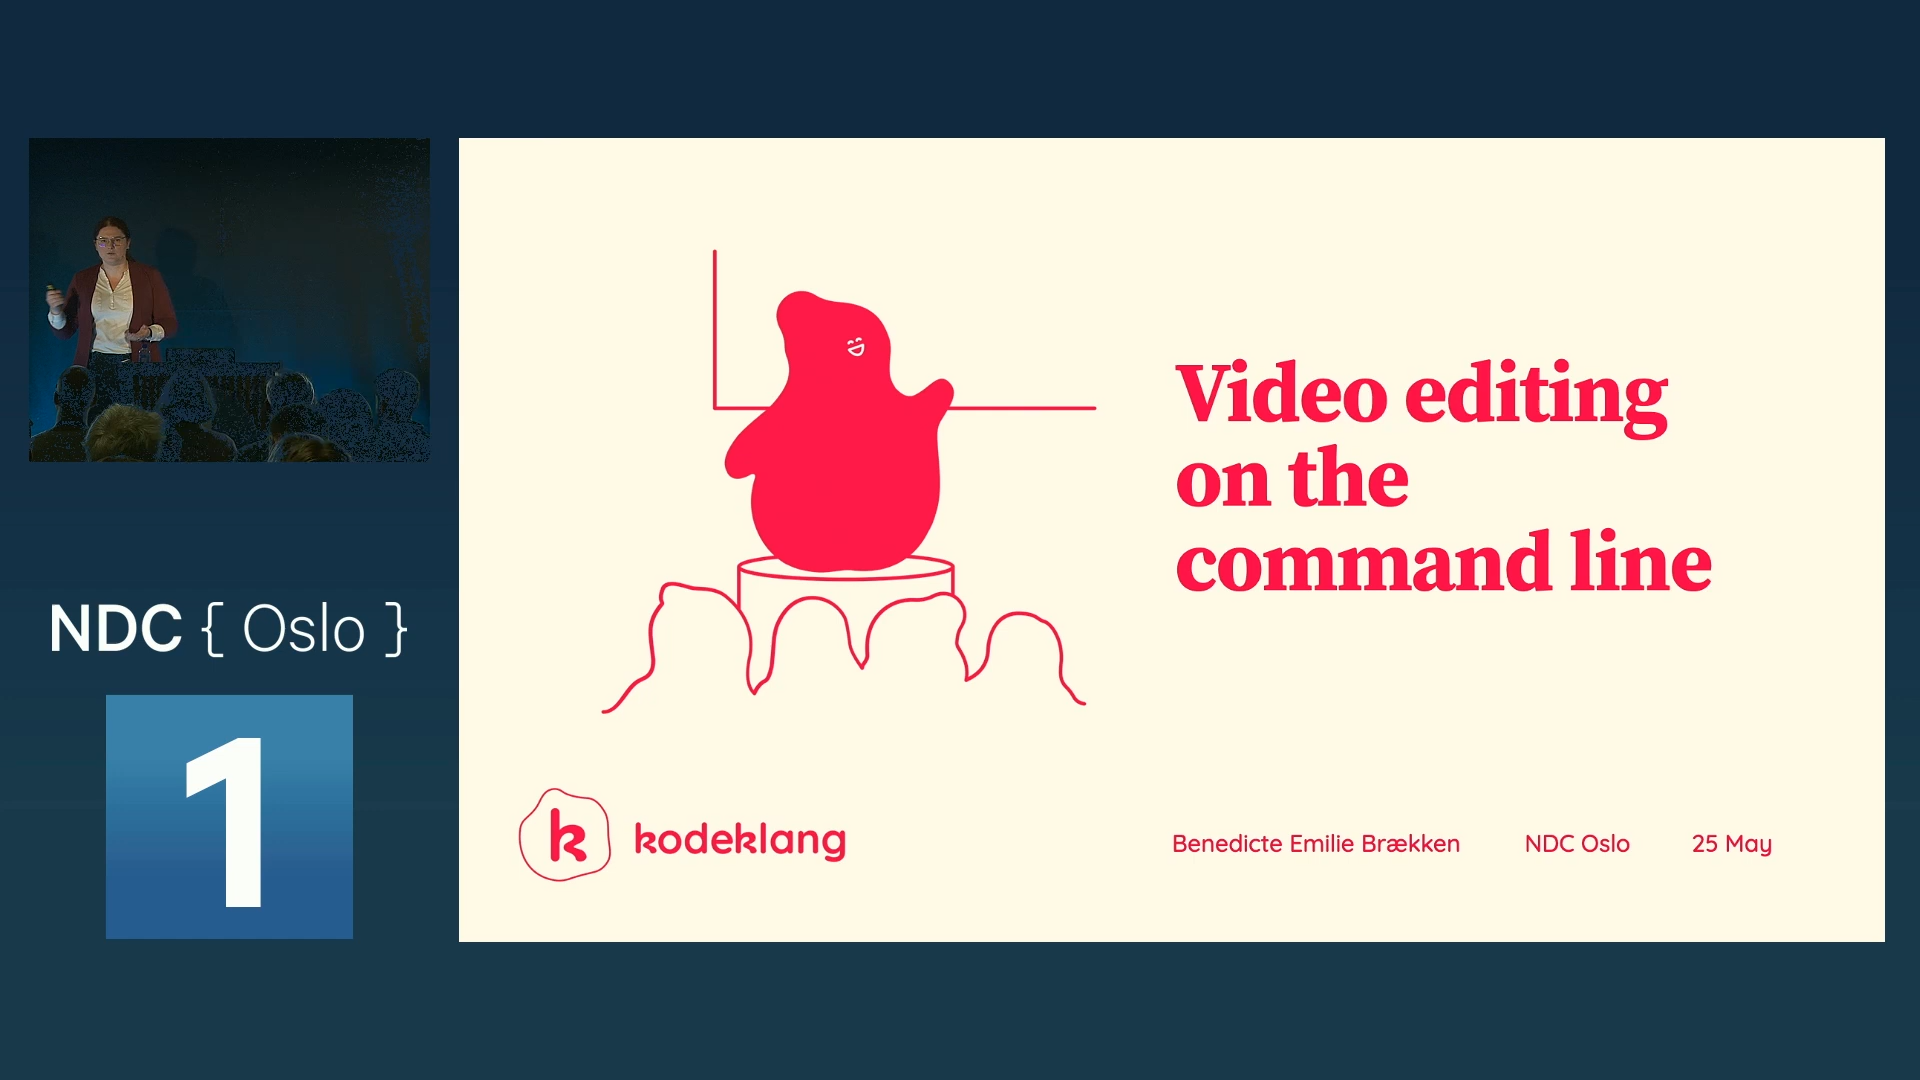 NDC { Oslo }
1
Video editing
on the
command line
k kodeklang
Benedicte Emilie Brækken NDC Oslo 25 May